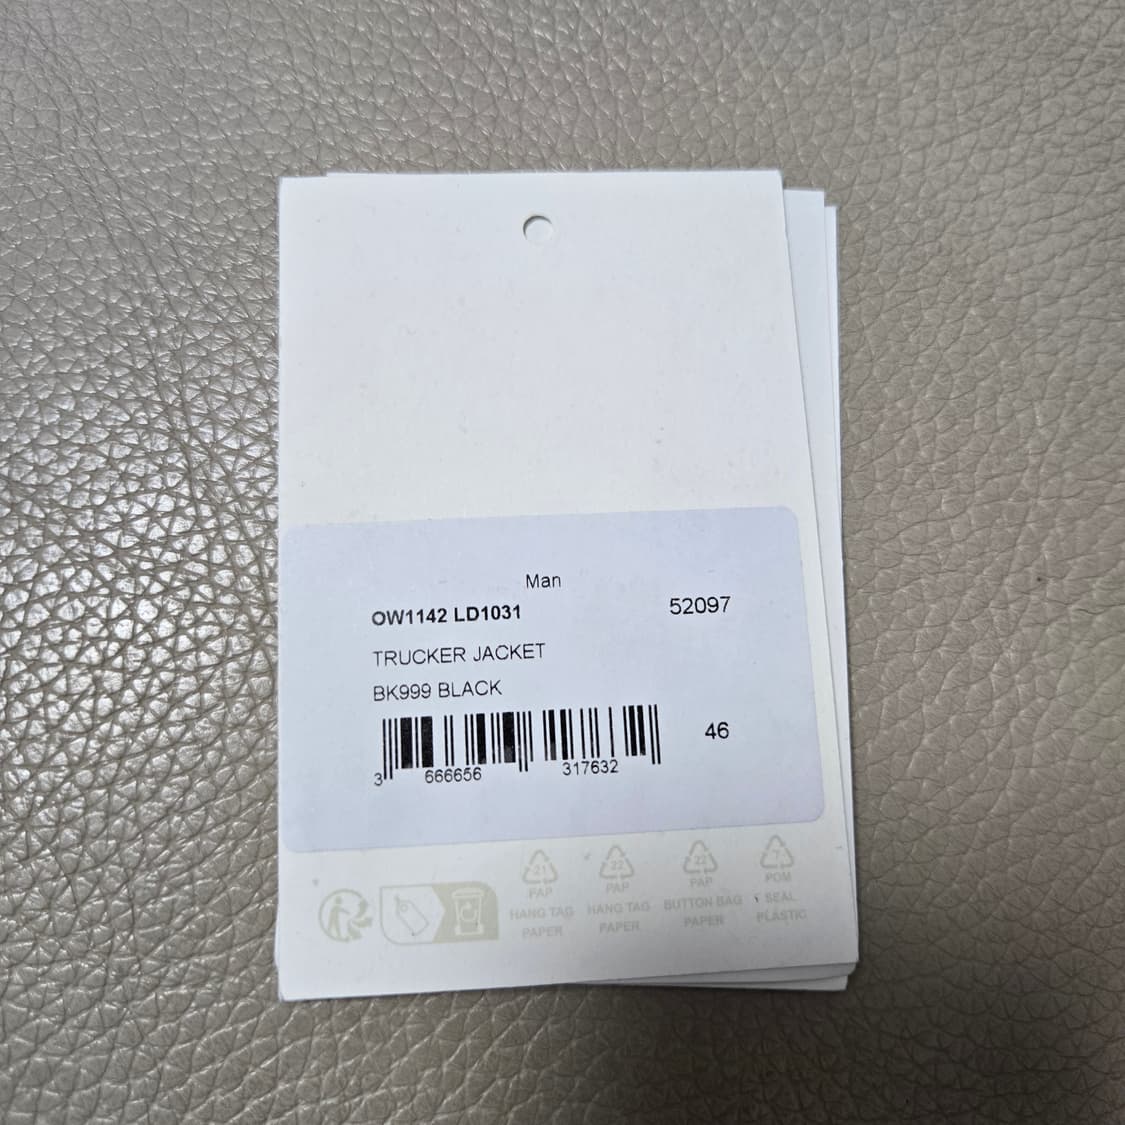 Man
OW1142 LD1031 52097
TRUCKER JACKET
BK999 BLACK
46
3 666656 317632
21 22 22 7
PAP PAP PAP POM
HANG TAG HANG TAG BUTTON BAG SEAL
PAPER PAPER PAPER PLASTIC